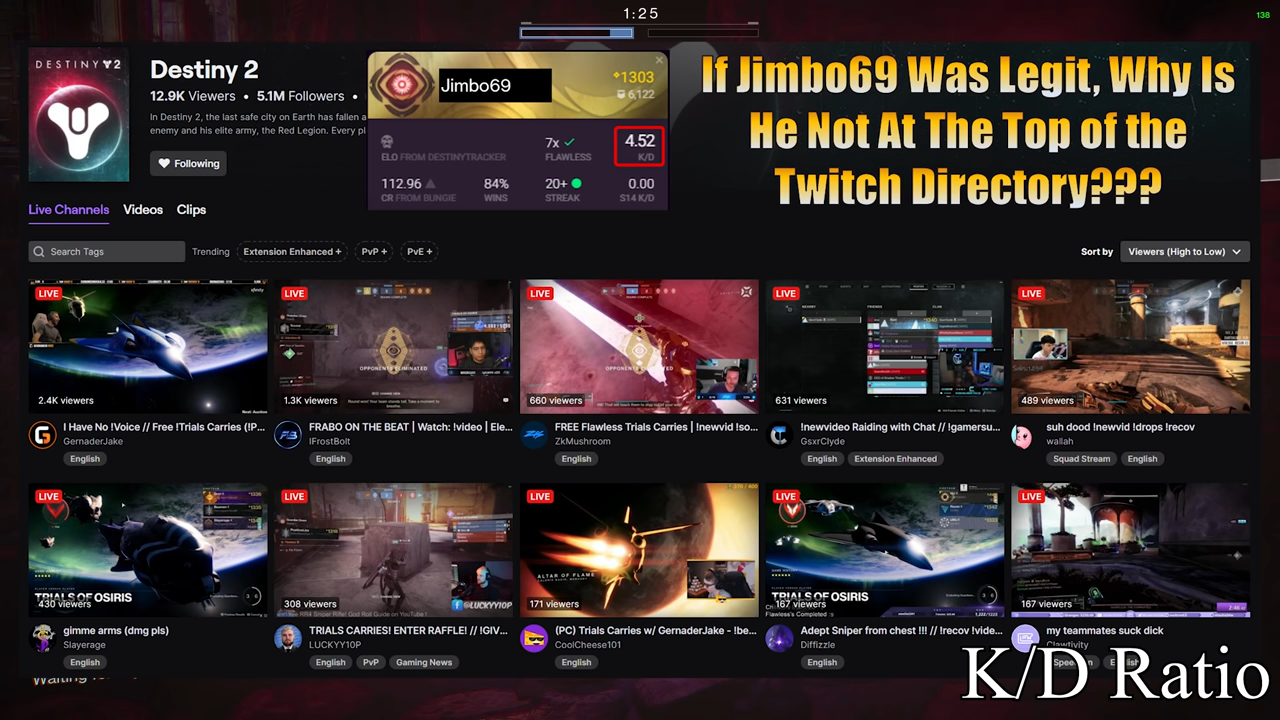 1:25
138
DESTINY 2
Destiny 2
12.9K Viewers • 5.1M Followers •
In Destiny 2, the last safe city on Earth has fallen a
enemy and his elite army, the Red Legion. Every pl
Following
Jimbo69
1303
6,122
ELO FROM DESTINYTRACKER
7x
FLAWLESS
4.52
K/D
112.96
CR FROM BUNGIE
84%
WINS
20+
STREAK
0.00
S14 K/D
If Jimbo69 Was Legit, Why Is
He Not At The Top of the
Twitch Directory???
Live Channels Videos Clips
Search Tags
Trending
Extension Enhanced +
PvP +
PvE +
Sort by
Viewers (High to Low)
LIVE
2.4K viewers
I Have No !Voice // Free !Trials Carries (!P...
GernaderJake
English
LIVE
1.3K viewers
FRABO ON THE BEAT | Watch: !video | Ele...
IFrostBolt
English
LIVE
OPPONENTS ELIMINATED
660 viewers
FREE Flawless Trials Carries | !newvid !so...
ZkMushroom
English
LIVE
631 viewers
!newvideo Raiding with Chat // !gamersu...
GsxrClyde
English
Extension Enhanced
LIVE
489 viewers
suh dood !newvid !drops !recov
wallah
Squad Stream
English
LIVE
TRIALS OF OSIRIS
430 viewers
gimme arms (dmg pls)
Slayerage
English
LIVE
@LUCKYY10P
308 viewers
TRIALS CARRIES! ENTER RAFFLE! // !GIV...
LUCKYY10P
English
PvP
Gaming News
LIVE
ALTAR OF FLAME
171 viewers
(PC) Trials Carries w/ GernaderJake - !be...
CoolCheese101
English
LIVE
TRIALS OF OSIRIS
167 viewers
Adept Sniper from chest !!! // !recov !vide...
Diffizzle
English
LIVE
167 viewers
my teammates suck dick
Clawtivity
English
K/D Ratio